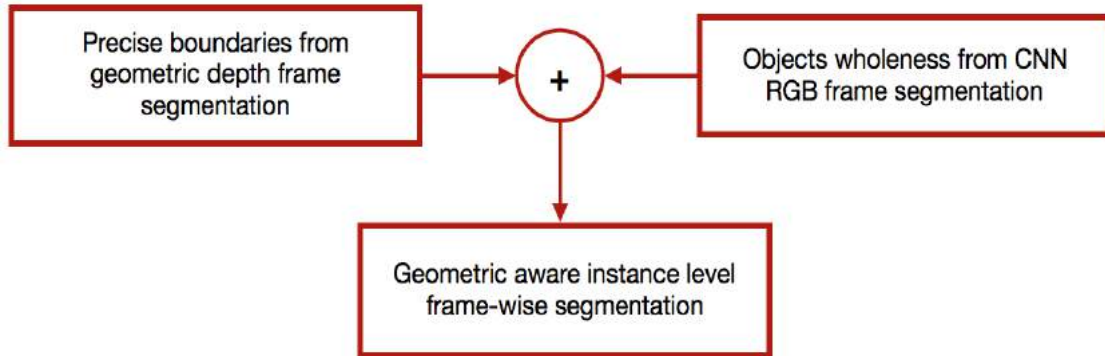 Precise boundaries from
geometric depth frame
segmentation
+
Objects wholeness from CNN
RGB frame segmentation
Geometric aware instance level
frame-wise segmentation